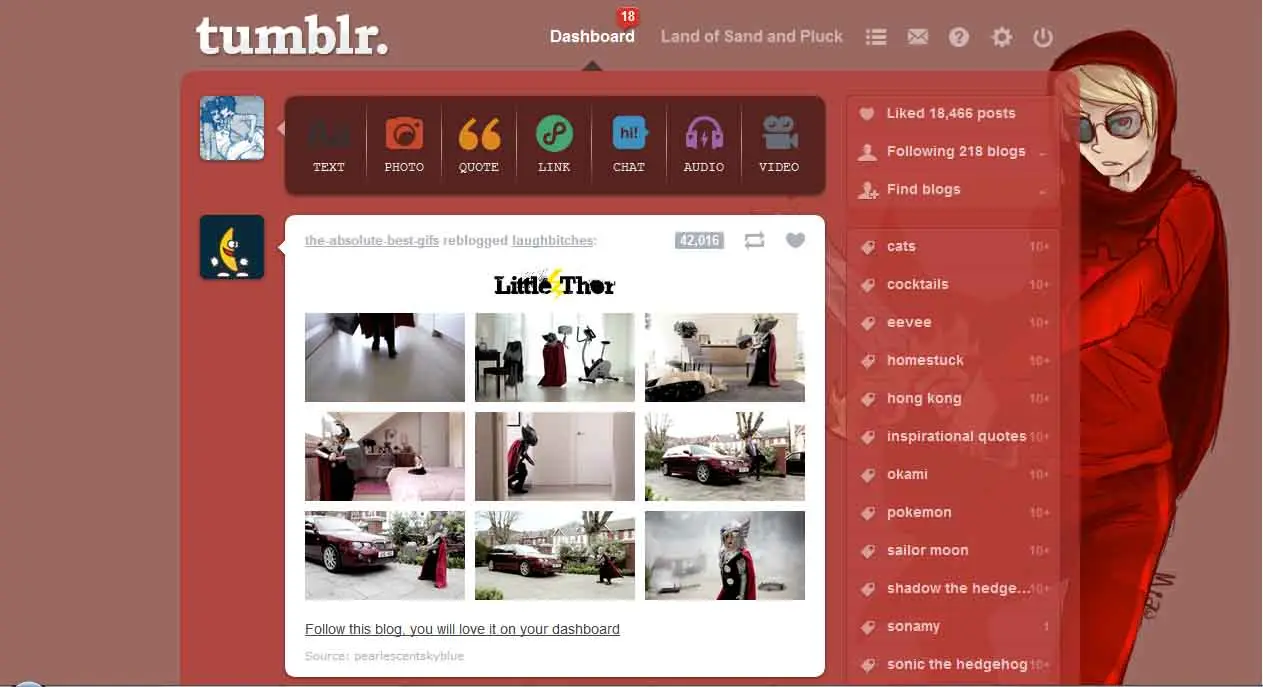 tumblr.
18
Dashboard
Land of Sand and Pluck
Aa
TEXT
PHOTO
QUOTE
LINK
hi!
CHAT
AUDIO
VIDEO
Liked 18,466 posts
Following 218 blogs
Find blogs
the-absolute-best-gifs reblogged laughbitches:
42,016
Little Thor
Follow this blog, you will love it on your dashboard
Source: pearlescentskyblue
cats 10+
cocktails 10+
eevee 10+
homestuck 10+
hong kong 10+
inspirational quotes 10+
okami 10+
pokemon 10+
sailor moon 10+
shadow the hedge... 10+
sonamy 1
sonic the hedgehog 10+